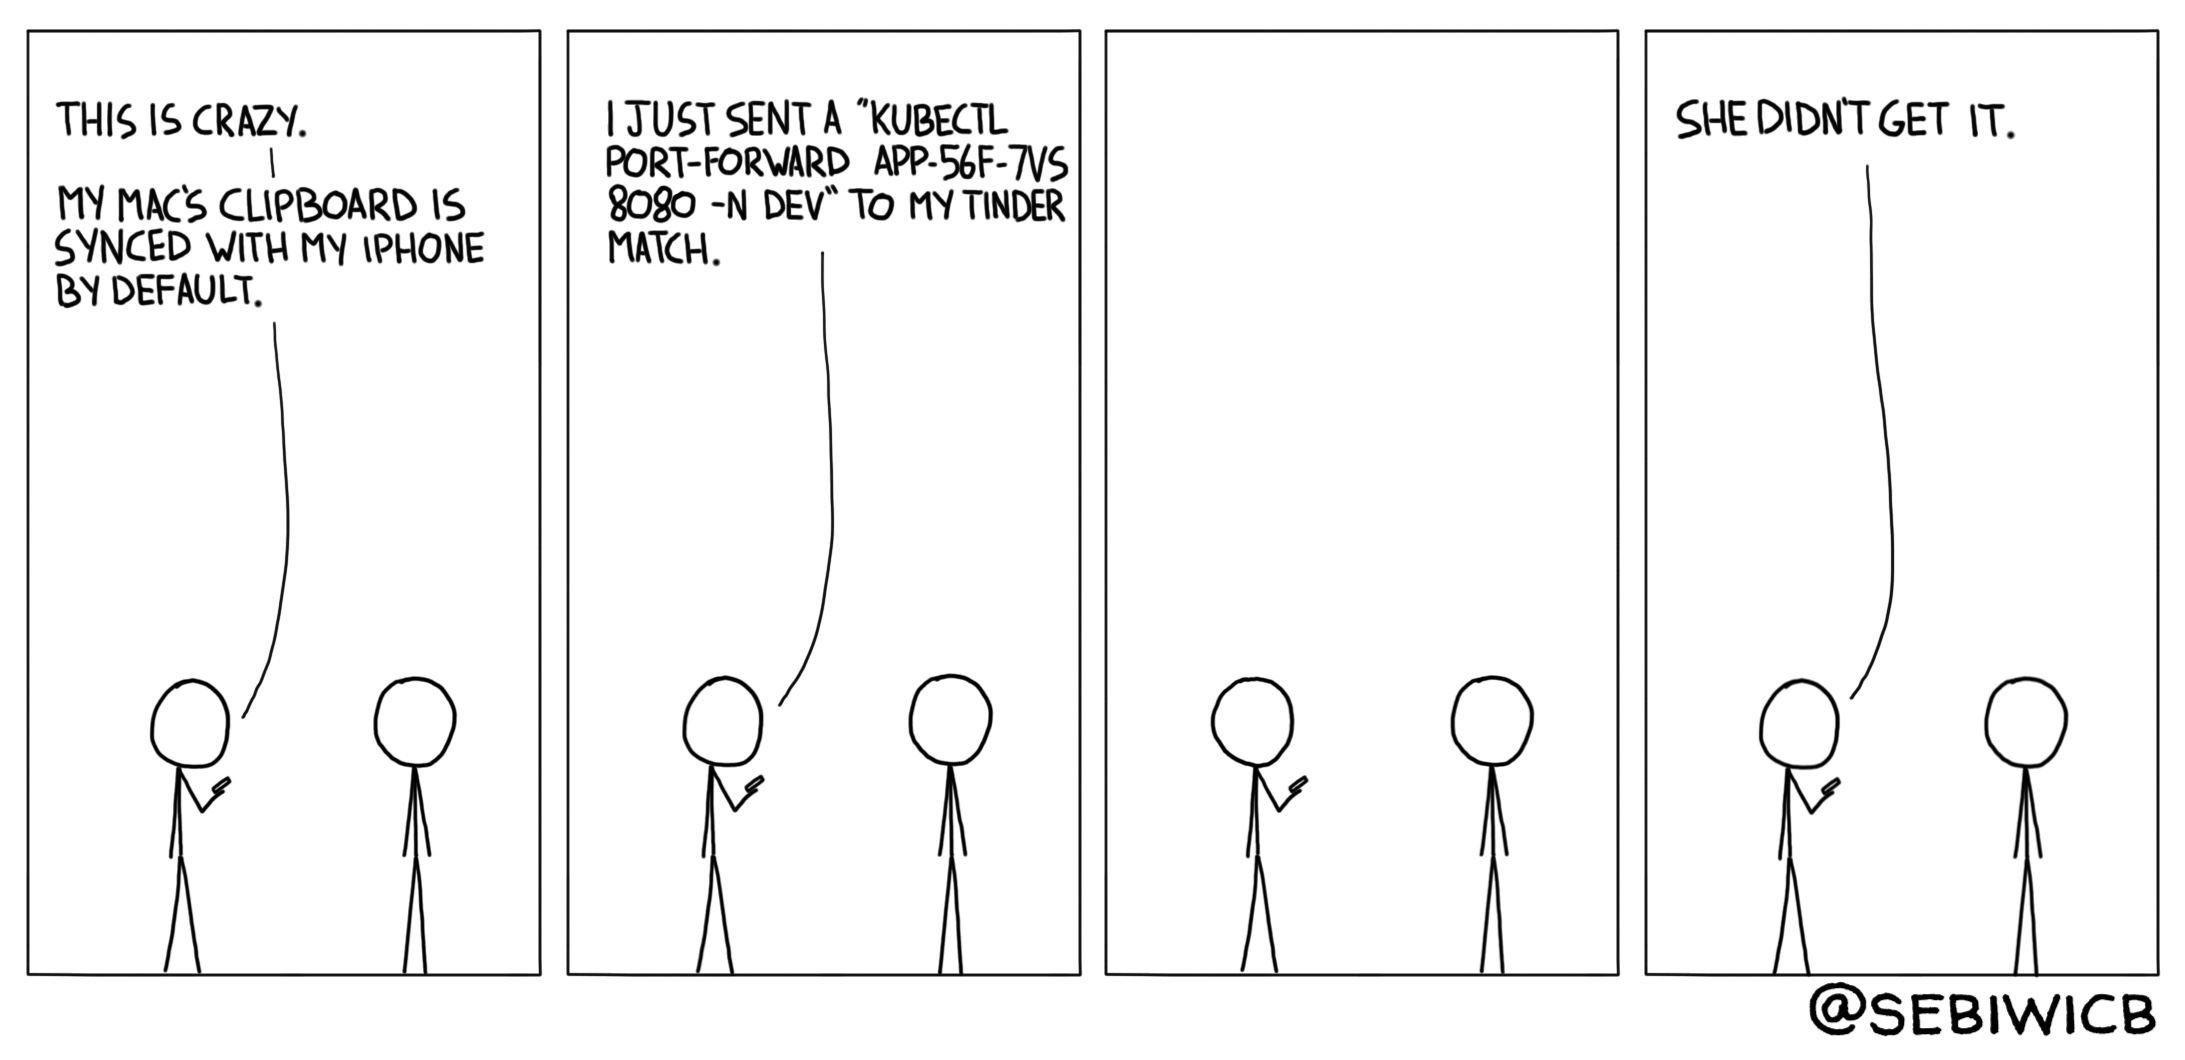 THIS IS CRAZY.
MY MAC'S CLIPBOARD IS
SYNCED WITH MY IPHONE
BY DEFAULT.
I JUST SENT A "KUBECTL
PORT-FORWARD APP-56F-7VS
8080 -N DEV" TO MY TINDER
MATCH.
SHE DIDN'T GET IT.
@SEBIWICB